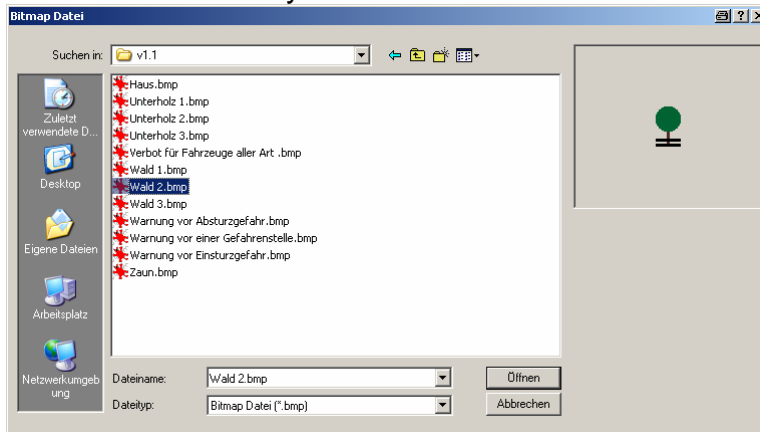 Bitmap Datei
Suchen in:
v1.1
Zuletzt
verwendete D...
Desktop
Eigene Dateien
Arbeitsplatz
Netzwerkumgeb
ung
Haus.bmp
Unterholz 1.bmp
Unterholz 2.bmp
Unterholz 3.bmp
Verbot für Fahrzeuge aller Art .bmp
Wald 1.bmp
Wald 2.bmp
Wald 3.bmp
Warnung vor Absturzgefahr.bmp
Warnung vor einer Gefahrenstelle.bmp
Warnung vor Einsturzgefahr.bmp
Zaun.bmp
Dateiname:
Wald 2.bmp
Öffnen
Dateityp:
Bitmap Datei (*.bmp)
Abbrechen